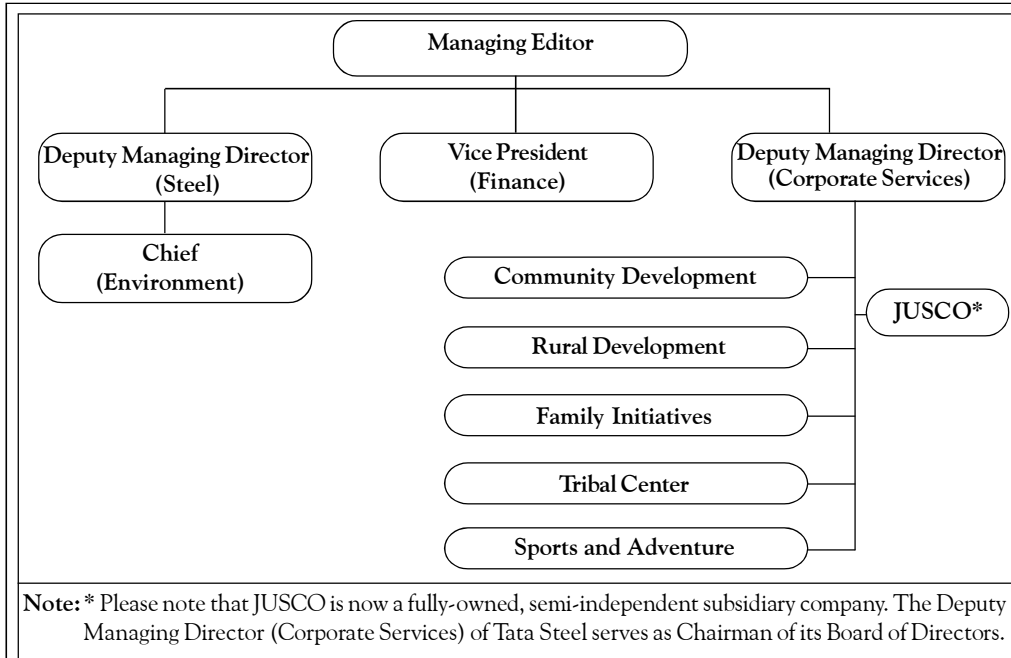 Managing Editor
Deputy Managing Director
(Steel)
Vice President
(Finance)
Deputy Managing Director
(Corporate Services)
Chief
(Environment)
Community Development
JUSCO*
Rural Development
Family Initiatives
Tribal Center
Sports and Adventure
Note: * Please note that JUSCO is now a fully-owned, semi-independent subsidiary company. The Deputy
Managing Director (Corporate Services) of Tata Steel serves as Chairman of its Board of Directors.